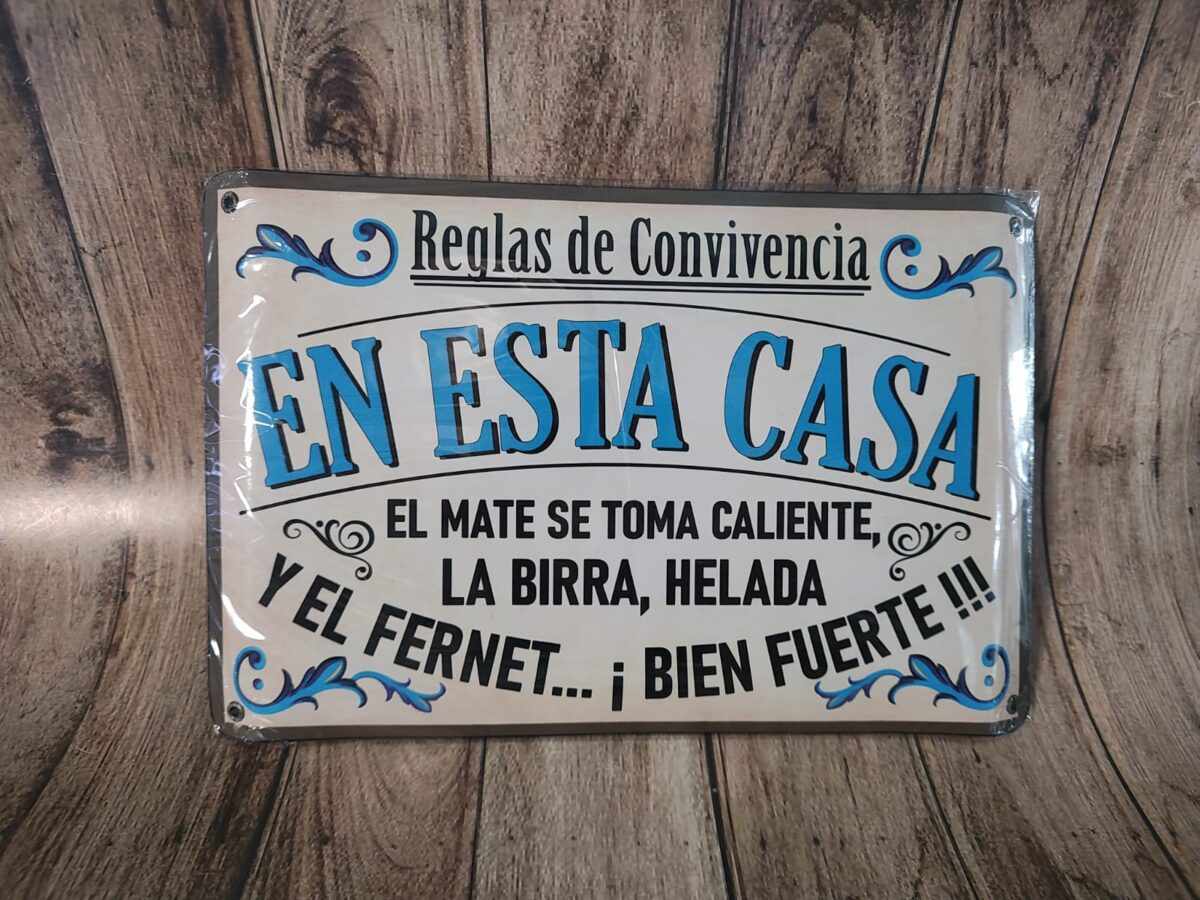 Reglas de Convivencia
EN ESTA CASA
EL MATE SE TOMA CALIENTE,
LA BIRRA, HELADA
Y EL FERNET... ¡ BIEN FUERTE !!!